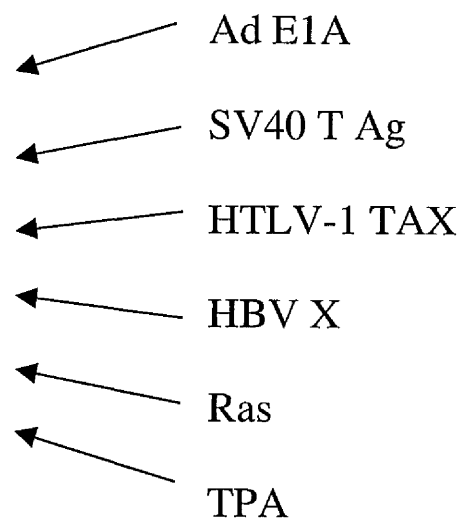 Ad E1A
SV40 T Ag
HTLV-1 TAX
HBV X
Ras
TPA